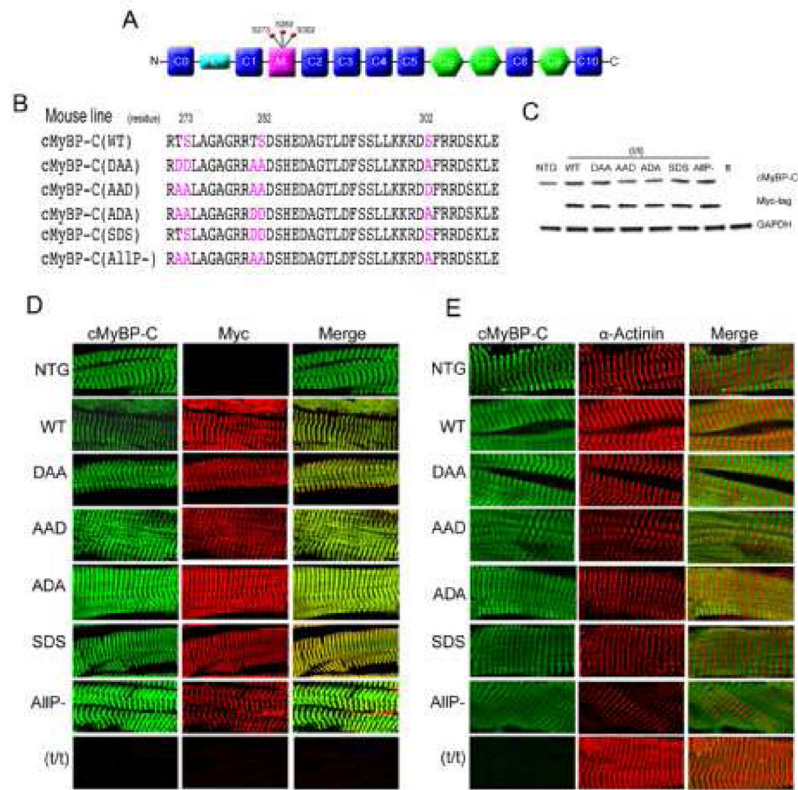 A
S282
S273 S302
N C0 C1 M C2 C3 C4 C5 C6 C7 C8 C9 C10 C
B
Mouse line (residue) 273 282 302
cMyBP-C(WT) RTSLAGAGRRTSDSHEDAGTLDFSSLLKKRDSFRRDSKLE
cMyBP-C(DAA) RDDLAGAGRRAADSHEDAGTLDFSSLLKKRDAFRRDSKLE
cMyBP-C(AAD) RAALAGAGRRAADSHEDAGTLDFSSLLKKRDDFRRDSKLE
cMyBP-C(ADA) RAALAGAGRRDDDSHEDAGTLDFSSLLKKRDAFRRDSKLE
cMyBP-C(SDS) RTSLAGAGRRDDDSHEDAGTLDFSSLLKKRDSFRRDSKLE
cMyBP-C(AllP-) RAALAGAGRRAADSHEDAGTLDFSSLLKKRDAFRRDSKLE
C
(t/t)
NTG WT DAA AAD ADA SDS AllP-
cMyBP-C
Myc-tag
GAPDH
D
cMyBP-C Myc Merge
NTG
WT
DAA
AAD
ADA
SDS
AllP-
(t/t)
E
cMyBP-C α-Actinin Merge
NTG
WT
DAA
AAD
ADA
SDS
AllP-
(t/t)